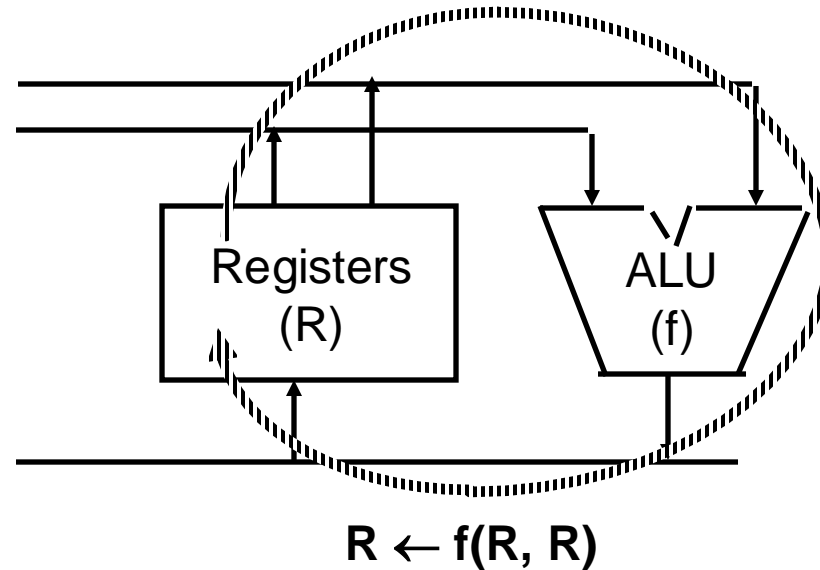 Registers
(R)
ALU
(f)
R ← f(R, R)